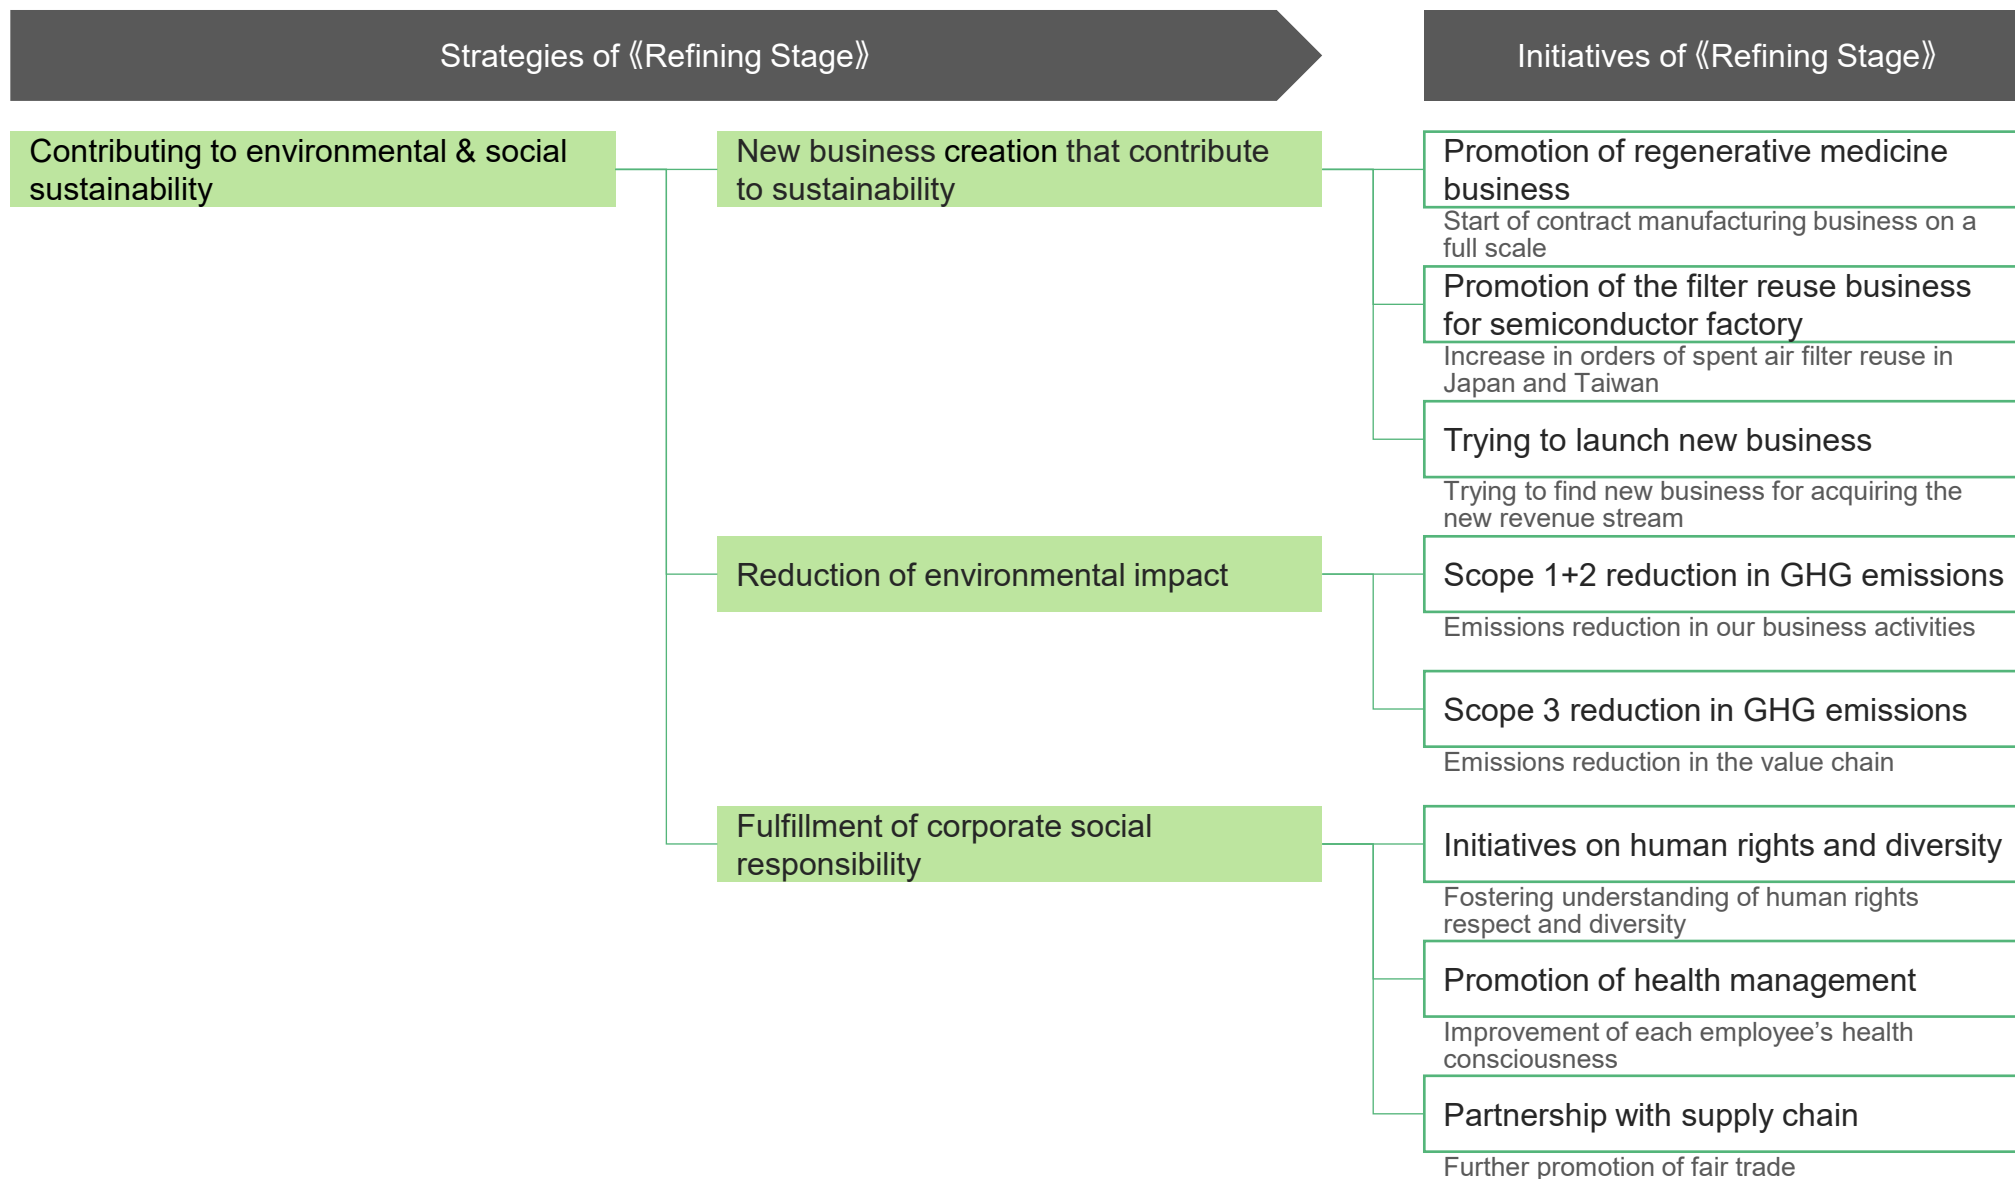 Strategies of 《Refining Stage》
Initiatives of 《Refining Stage》
Contributing to environmental & social
sustainability
New business creation that contribute
to sustainability
Promotion of regenerative medicine
business
Start of contract manufacturing business on a
full scale
Promotion of the filter reuse business
for semiconductor factory
Increase in orders of spent air filter reuse in
Japan and Taiwan
Trying to launch new business
Trying to find new business for acquiring the
new revenue stream
Reduction of environmental impact
Scope 1+2 reduction in GHG emissions
Emissions reduction in our business activities
Scope 3 reduction in GHG emissions
Emissions reduction in the value chain
Fulfillment of corporate social
responsibility
Initiatives on human rights and diversity
Fostering understanding of human rights
respect and diversity
Promotion of health management
Improvement of each employee’s health
consciousness
Partnership with supply chain
Further promotion of fair trade